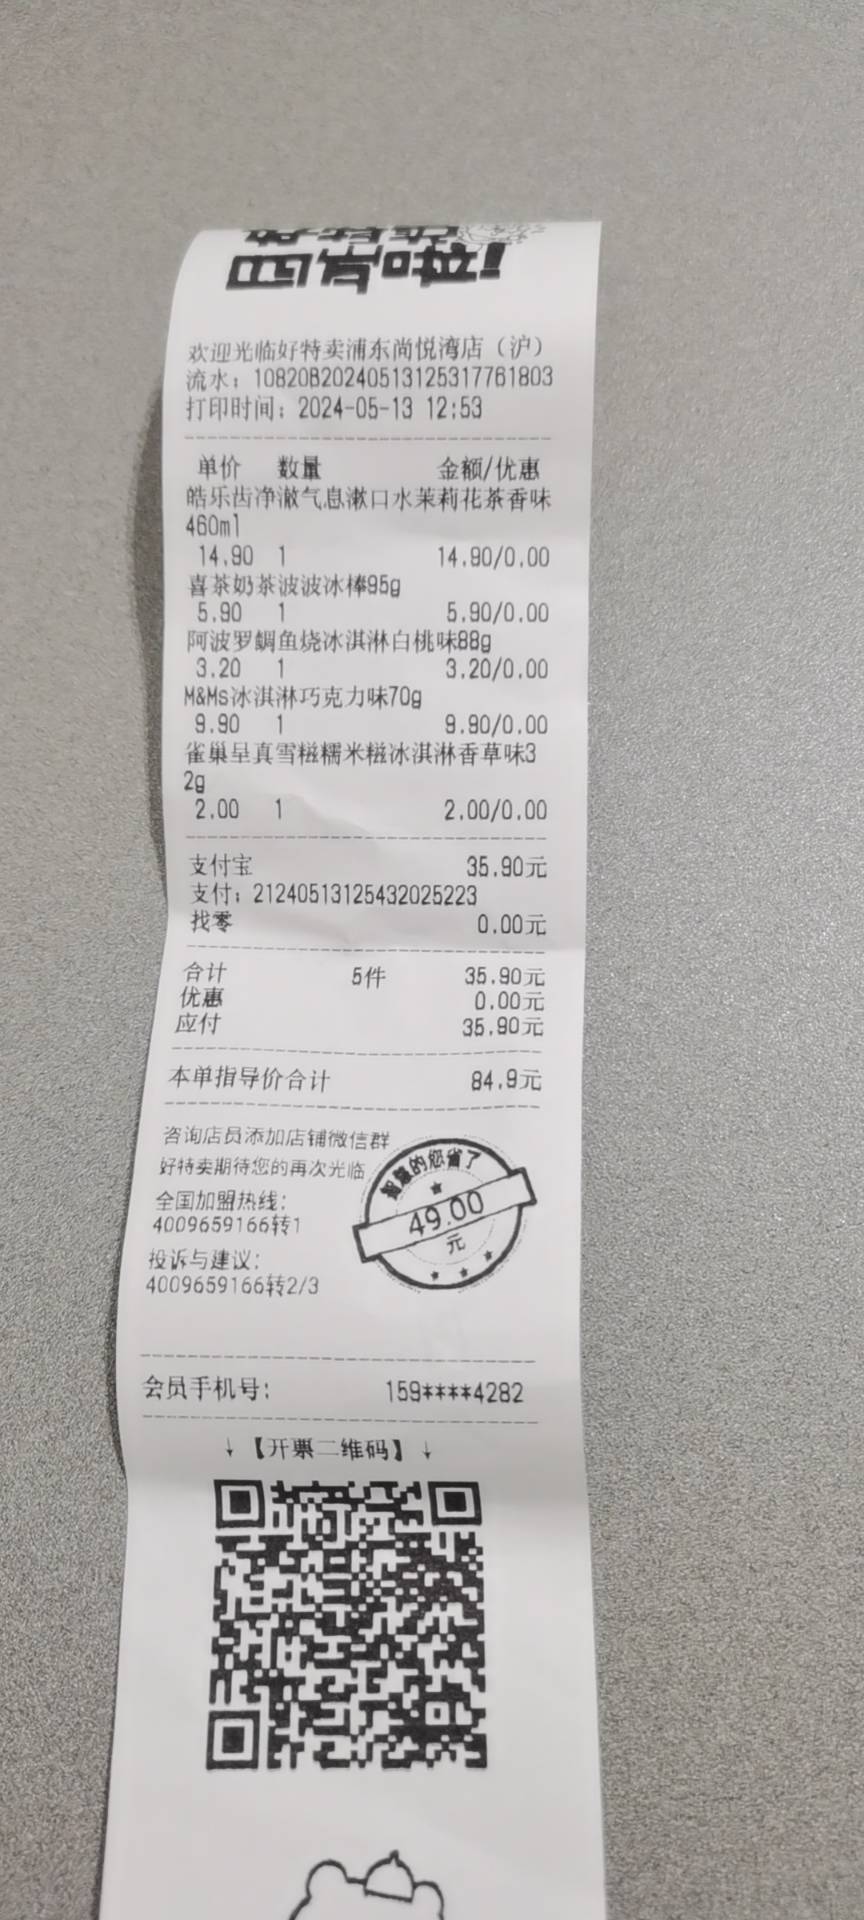 欢迎光临好特卖浦东尚悦湾店（沪）
流水：10820820240513125317761803
打印时间：2024-05-13 12:53
单价 数量 金额/优惠
皓乐齿净澈气息漱口水茉莉花茶香味
460ml
14.90 1 14.90/0.00
喜茶奶茶波波冰棒95g
5.90 1 5.90/0.00
阿波罗鲷鱼烧冰淇淋白桃味88g
3.20 1 3.20/0.00
M&Ms冰淇淋巧克力味70g
9.90 1 9.90/0.00
雀巢呈真雪糍糯米糍冰淇淋香草味3
2g
2.00 1 2.00/0.00
支付宝 35.90元
支付：21240513125432025223
找零 0.00元
合计 5件 35.90元
优惠 0.00元
应付 35.90元
本单指导价合计 84.9元
咨询店员添加店铺微信群
好特卖期待您的再次光临
全国加盟热线：
4009659166转1
投诉与建议：
4009659166转2/3
智慧的您省了
49.00
元
会员手机号： 159****4282
↓【开票二维码】↓